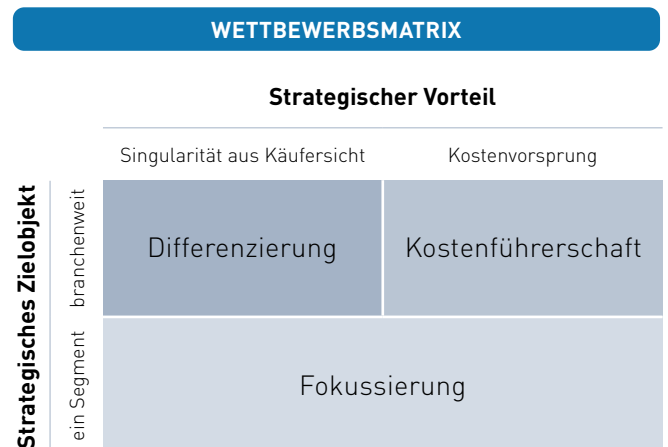 WETTBEWERBSMATRIX
Strategischer Vorteil
Singularität aus Käufersicht
Kostenvorsprung
Strategisches Zielobjekt
branchenweit
Differenzierung
Kostenführerschaft
ein Segment
Fokussierung